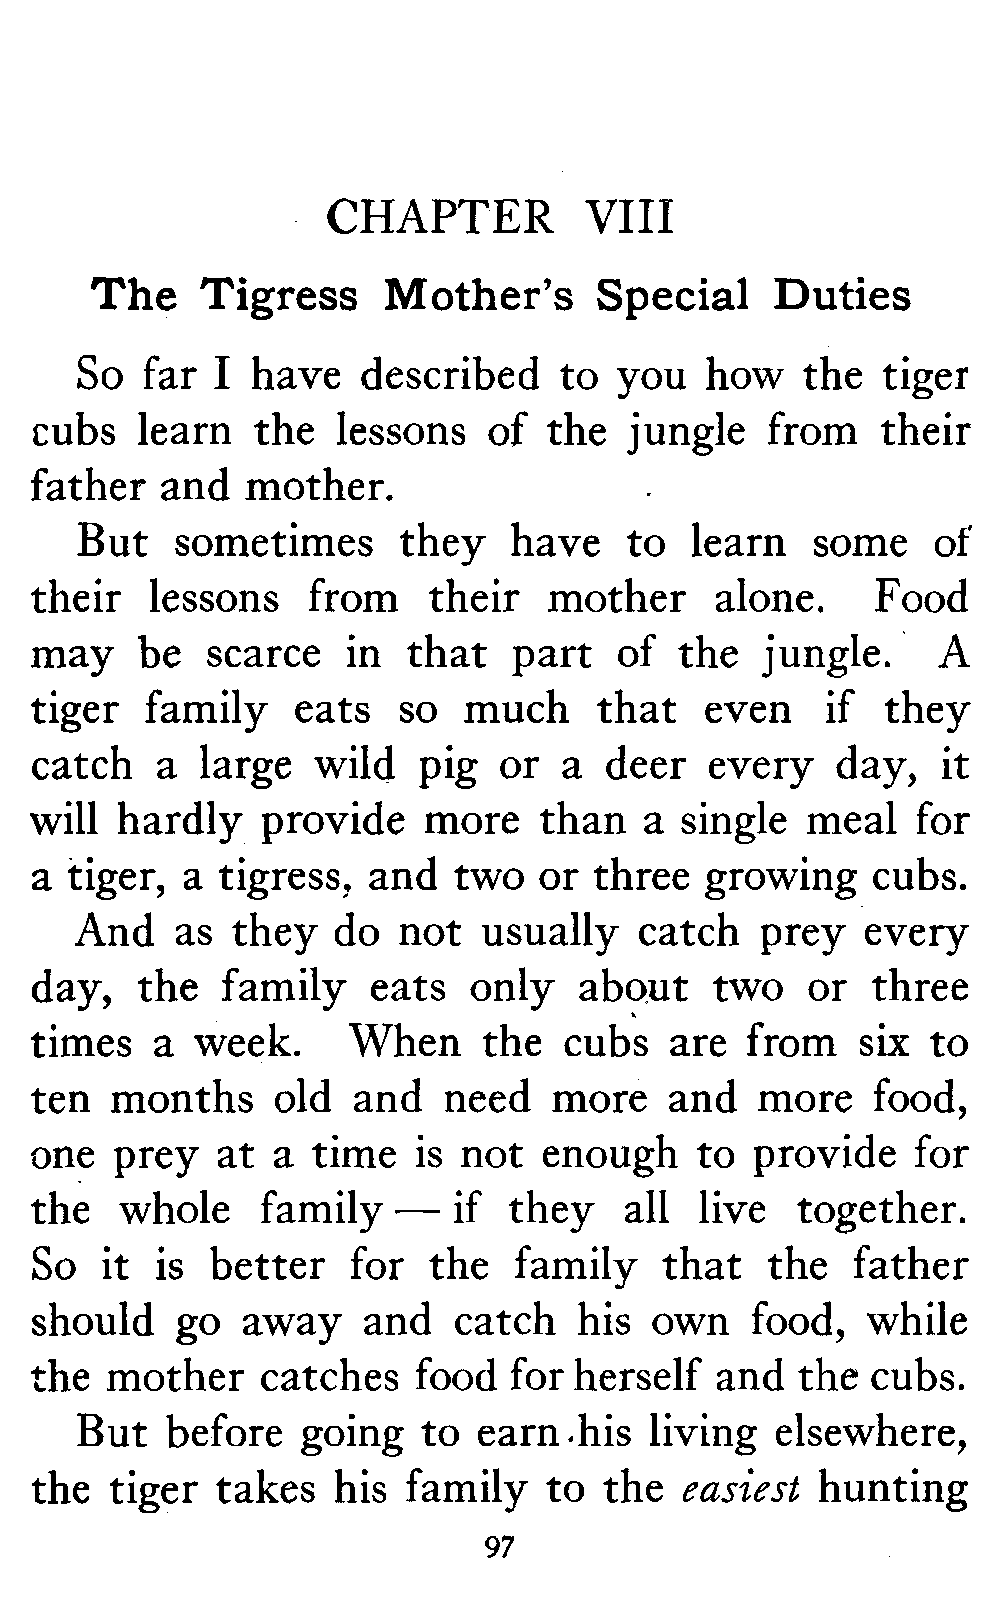 CHAPTER VIII
The Tigress Mother's Special Duties
So far I have described to you how the tiger
cubs learn the lessons of the jungle from their
father and mother.
But sometimes they have to learn some of
their lessons from their mother alone. Food
may be scarce in that part of the jungle. A
tiger family eats so much that even if they
catch a large wild pig or a deer every day, it
will hardly provide more than a single meal for
a tiger, a tigress, and two or three growing cubs.
And as they do not usually catch prey every
day, the family eats only about two or three
times a week. When the cubs are from six to
ten months old and need more and more food,
one prey at a time is not enough to provide for
the whole family — if they all live together.
So it is better for the family that the father
should go away and catch his own food, while
the mother catches food for herself and the cubs.
But before going to earn his living elsewhere,
the tiger takes his family to the easiest hunting
97